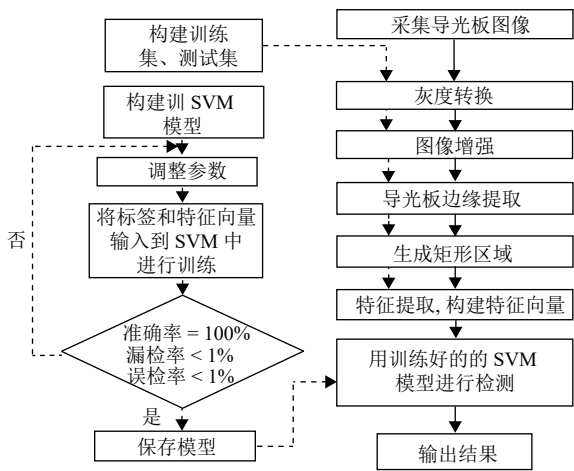 构建训练
集、测试集
构建训 SVM
模型
调整参数
将标签和特征向量
输入到 SVM 中
进行训练
否
准确率 = 100%
漏检率 < 1%
误检率 < 1%
是
保存模型
采集导光板图像
灰度转换
图像增强
导光板边缘提取
生成矩形区域
特征提取, 构建特征向量
用训练好的的 SVM
模型进行检测
输出结果